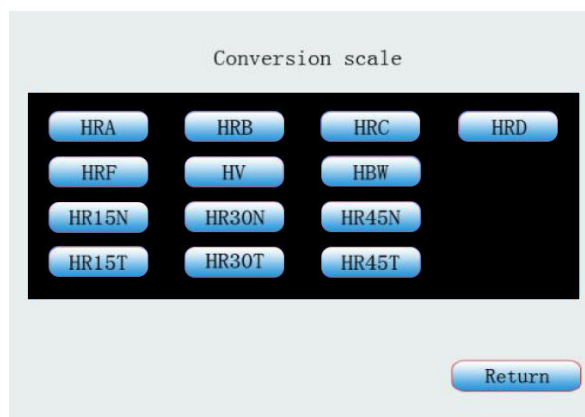 Conversion scale
HRA HRB HRC HRD
HRF HV HBW
HR15N HR30N HR45N
HR15T HR30T HR45T
Return